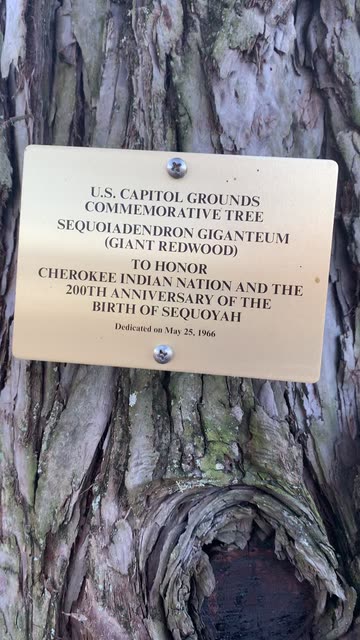 U.S. CAPITOL GROUNDS
COMMEMORATIVE TREE
SEQUOIADENDRON GIGANTEUM
(GIANT REDWOOD)
TO HONOR
CHEROKEE INDIAN NATION AND THE
200TH ANNIVERSARY OF THE
BIRTH OF SEQUOYAH
Dedicated on May 25, 1966